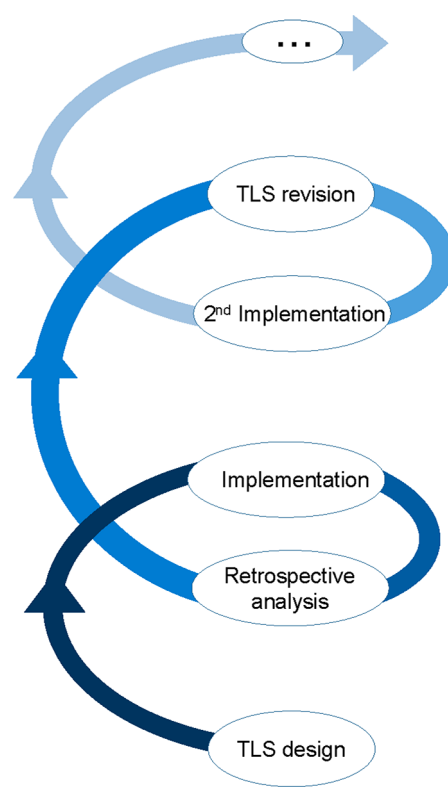 ...
TLS revision
2nd Implementation
Implementation
Retrospective
analysis
TLS design